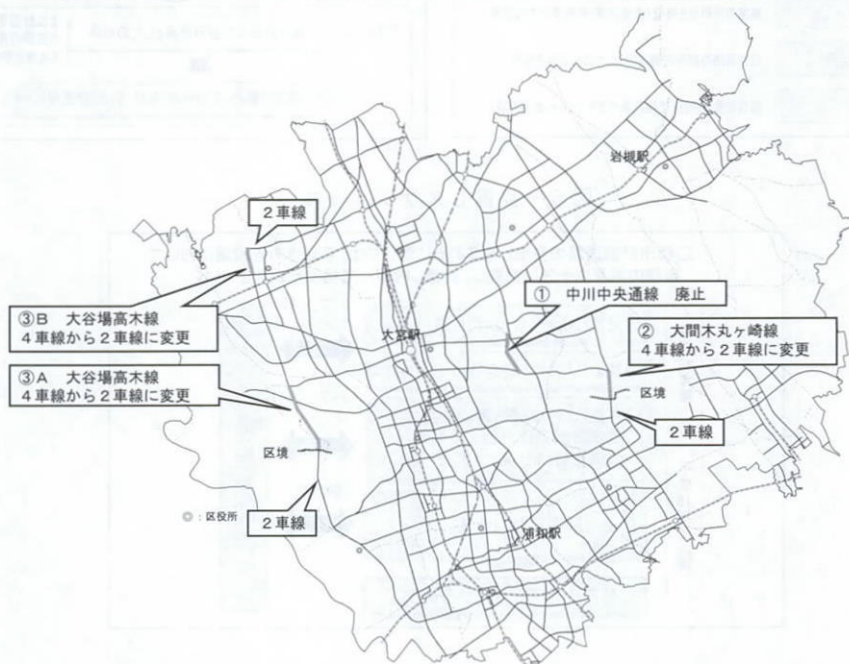 岩槻駅
2車線
① 中川中央通線 廃止
③B 大谷場高木線
4車線から2車線に変更
大宮駅
② 大間木丸ヶ崎線
4車線から2車線に変更
③A 大谷場高木線
4車線から2車線に変更
区境
2車線
区境
◎:区役所
2車線
浦和駅